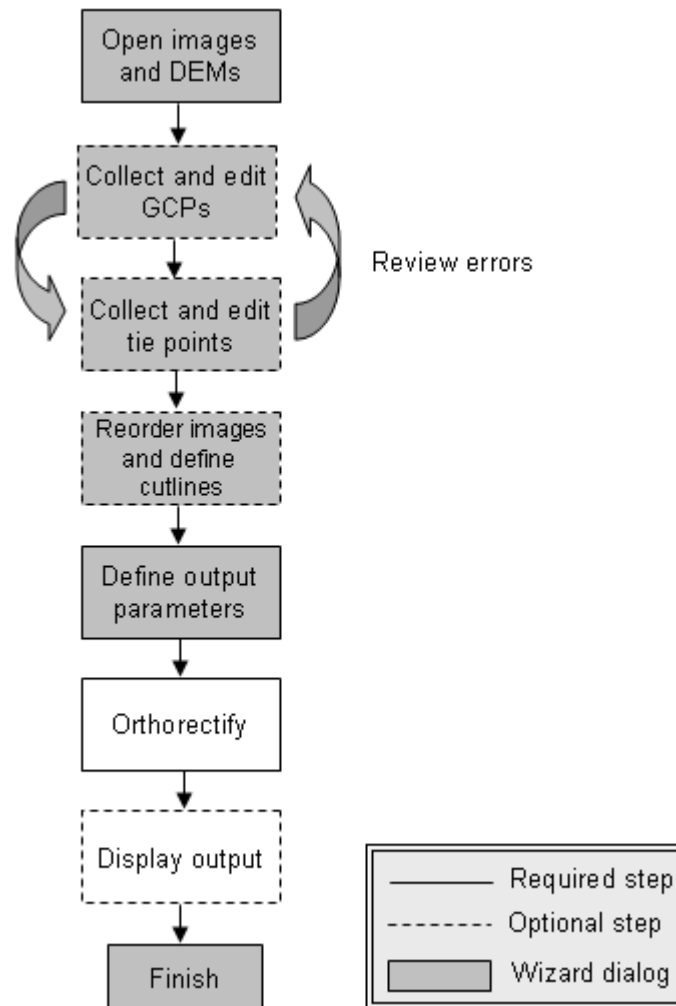 Open images
and DEMs
Collect and edit
GCPs
Review errors
Collect and edit
tie points
Reorder images
and define
cutlines
Define output
parameters
Orthorectify
Display output
Finish
Required step
Optional step
Wizard dialog